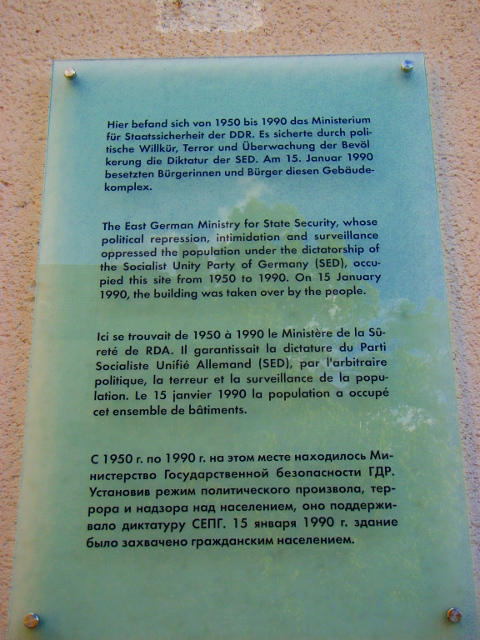 Hier befand sich von 1950 bis 1990 das Ministerium
für Staatssicherheit der DDR. Es sicherte durch poli-
tische Willkür, Terror und Überwachung der Bevöl
kerung die Diktatur der SED. Am 15. Januar 1990
besetzten Bürgerinnen und Bürger diesen Gebäude-
komplex.
The East German Ministry for State Security, whose
political repression, intimidation and surveillance
oppressed the population under the dictatorship of
the Socialist Unity Party of Germany (SED), occu-
pied this site from 1950 to 1990. On 15 January
1990, the building was taken over by the people.
Ici se trouvait de 1950 à 1990 le Ministère de la Sû-
reté de RDA. Il garantissait la dictature du Parti
Socialiste Unifié Allemand (SED), par l'arbitraire
politique, la terreur et la surveillance de la popu-
lation. Le 15 janvier 1990 la population a occupé
cet ensemble de bâtiments.
С 1950 г. по 1990 г. на этом месте находилось Ми-
нистерство Государственной безопасности ГДР.
Установив режим политического произвола, тер-
рора и надзора над населением, оно поддержи-
вало диктатуру СЕПГ. 15 января 1990 г. здание
было захвачено гражданским населением.